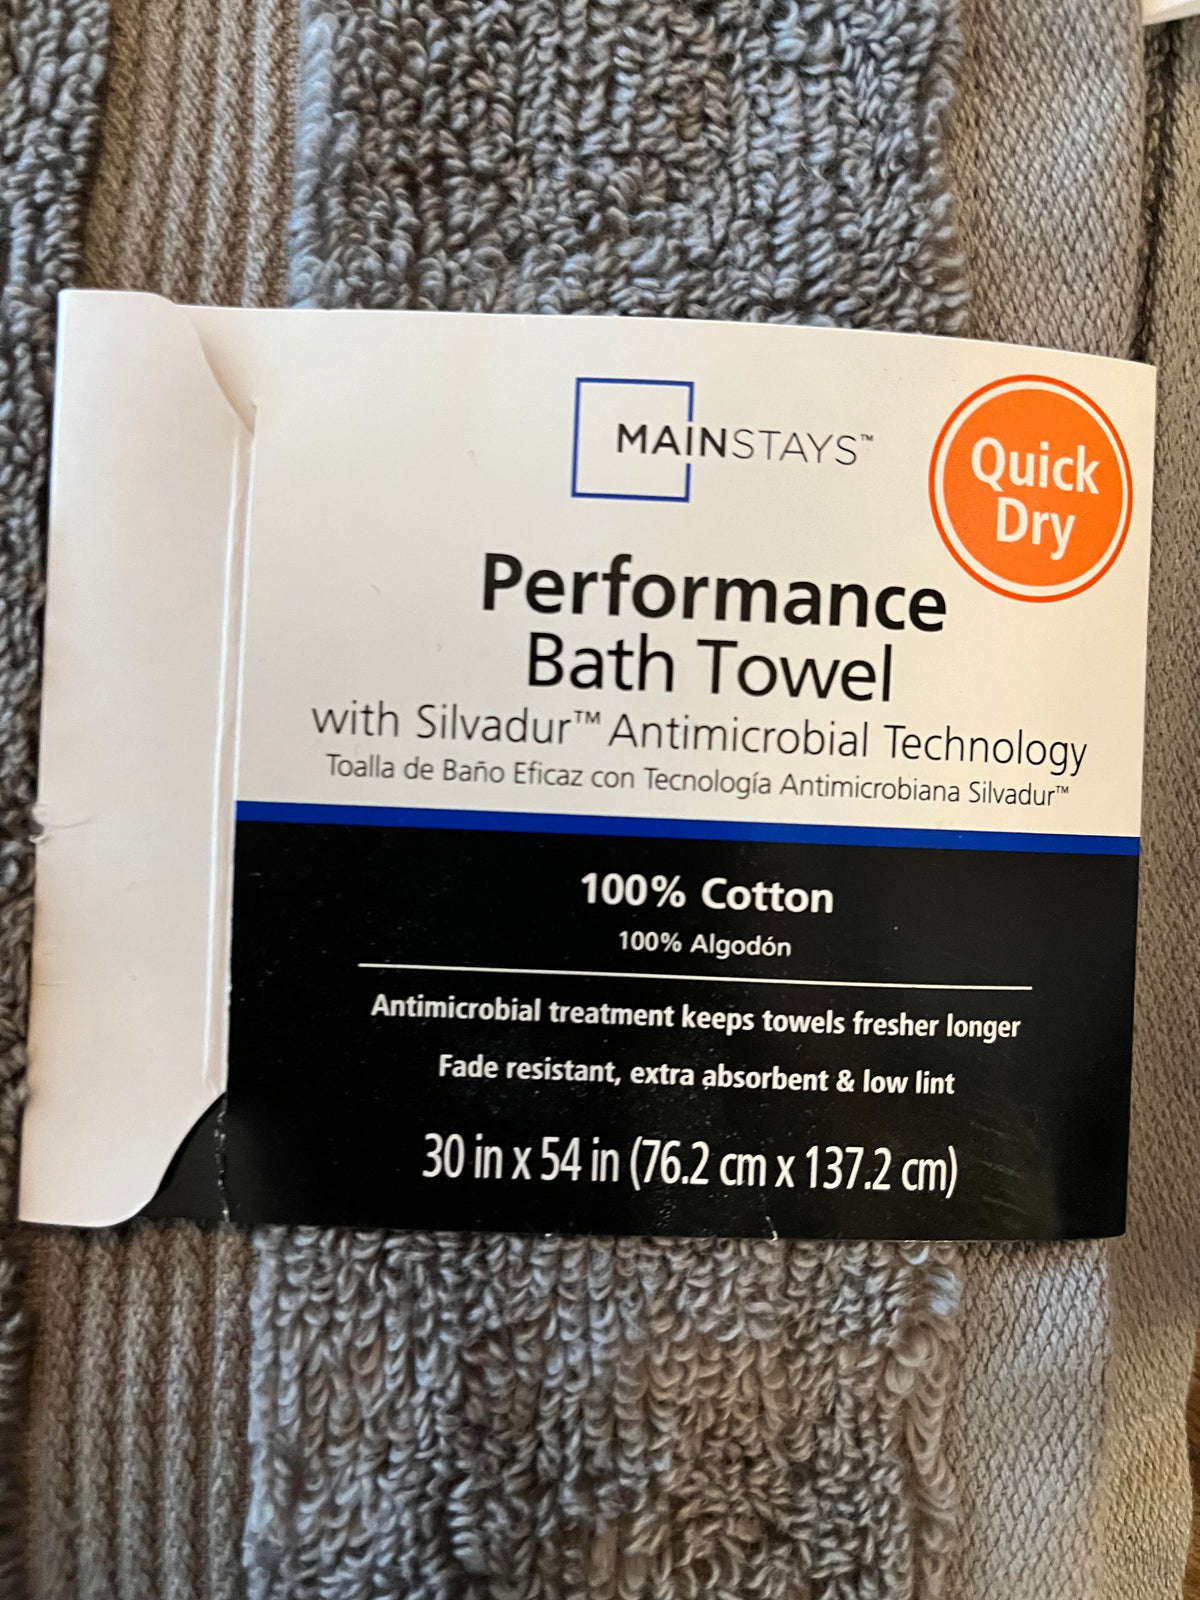 MAINSTAYS™
Quick
Dry
Performance
Bath Towel
with Silvadur™ Antimicrobial Technology
Toalla de Baño Eficaz con Tecnología Antimicrobiana Silvadur™
100% Cotton
100% Algodón
Antimicrobial treatment keeps towels fresher longer
Fade resistant, extra absorbent & low lint
30 in x 54 in (76.2 cm x 137.2 cm)